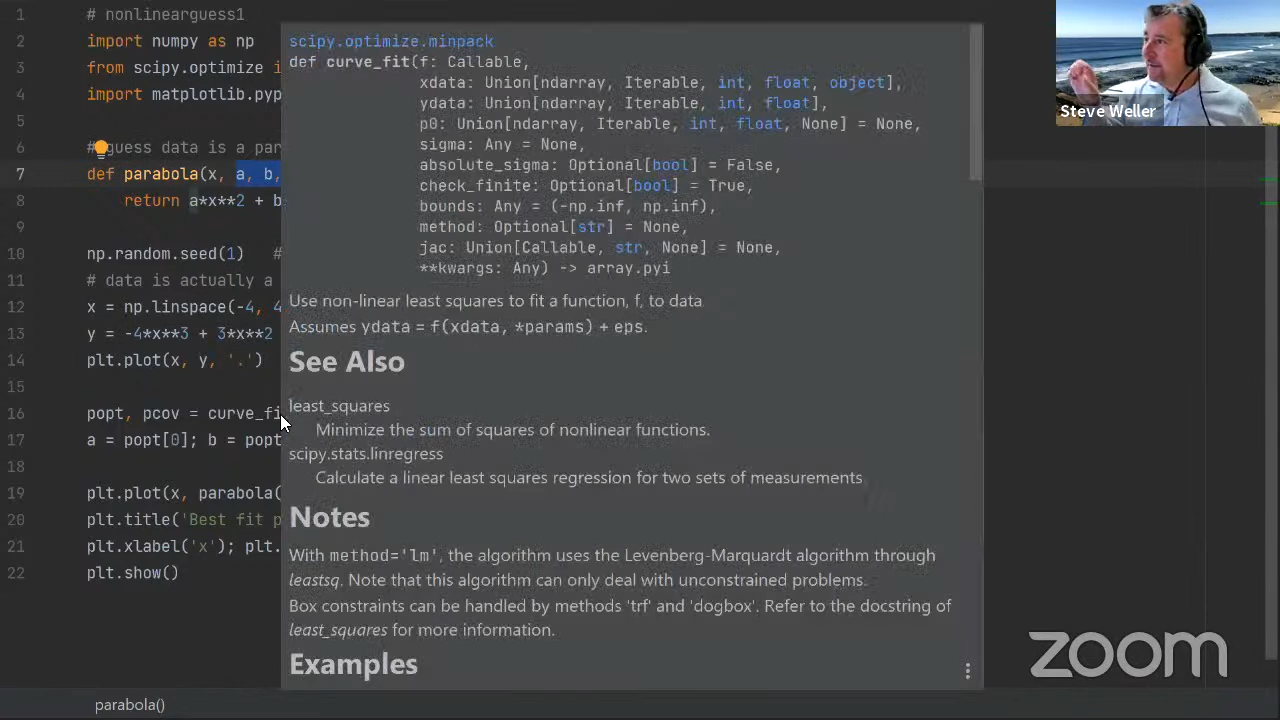 1 # nonlinearguess1
2 import numpy as np
3 from scipy.optimize i
4 import matplotlib.pyp
5
6 # guess data is a par
7 def parabola(x, a, b,
8 return a*x**2 + b
9
10 np.random.seed(1) #
11 # data is actually a
12 x = np.linspace(-4, 4
13 y = -4*x**3 + 3*x**2
14 plt.plot(x, y, '.')
15
16 popt, pcov = curve_fi
17 a = popt[0]; b = popt
18
19 plt.plot(x, parabola(
20 plt.title('Best fit p
21 plt.xlabel('x'); plt.
22 plt.show()
parabola()
scipy.optimize.minpack
def curve_fit(f: Callable,
xdata: Union[ndarray, Iterable, int, float, object],
ydata: Union[ndarray, Iterable, int, float],
p0: Union[ndarray, Iterable, int, float, None] = None,
sigma: Any = None,
absolute_sigma: Optional[bool] = False,
check_finite: Optional[bool] = True,
bounds: Any = (-np.inf, np.inf),
method: Optional[str] = None,
jac: Union[Callable, str, None] = None,
**kwargs: Any) -> array.pyi
Use non-linear least squares to fit a function, f, to data
Assumes ydata = f(xdata, *params) + eps.
See Also
least_squares
Minimize the sum of squares of nonlinear functions.
scipy.stats.linregress
Calculate a linear least squares regression for two sets of measurements
Notes
With method='lm', the algorithm uses the Levenberg-Marquardt algorithm through
leastsq. Note that this algorithm can only deal with unconstrained problems.
Box constraints can be handled by methods 'trf' and 'dogbox'. Refer to the docstring of
least_squares for more information.
Examples
Steve Weller
zoom